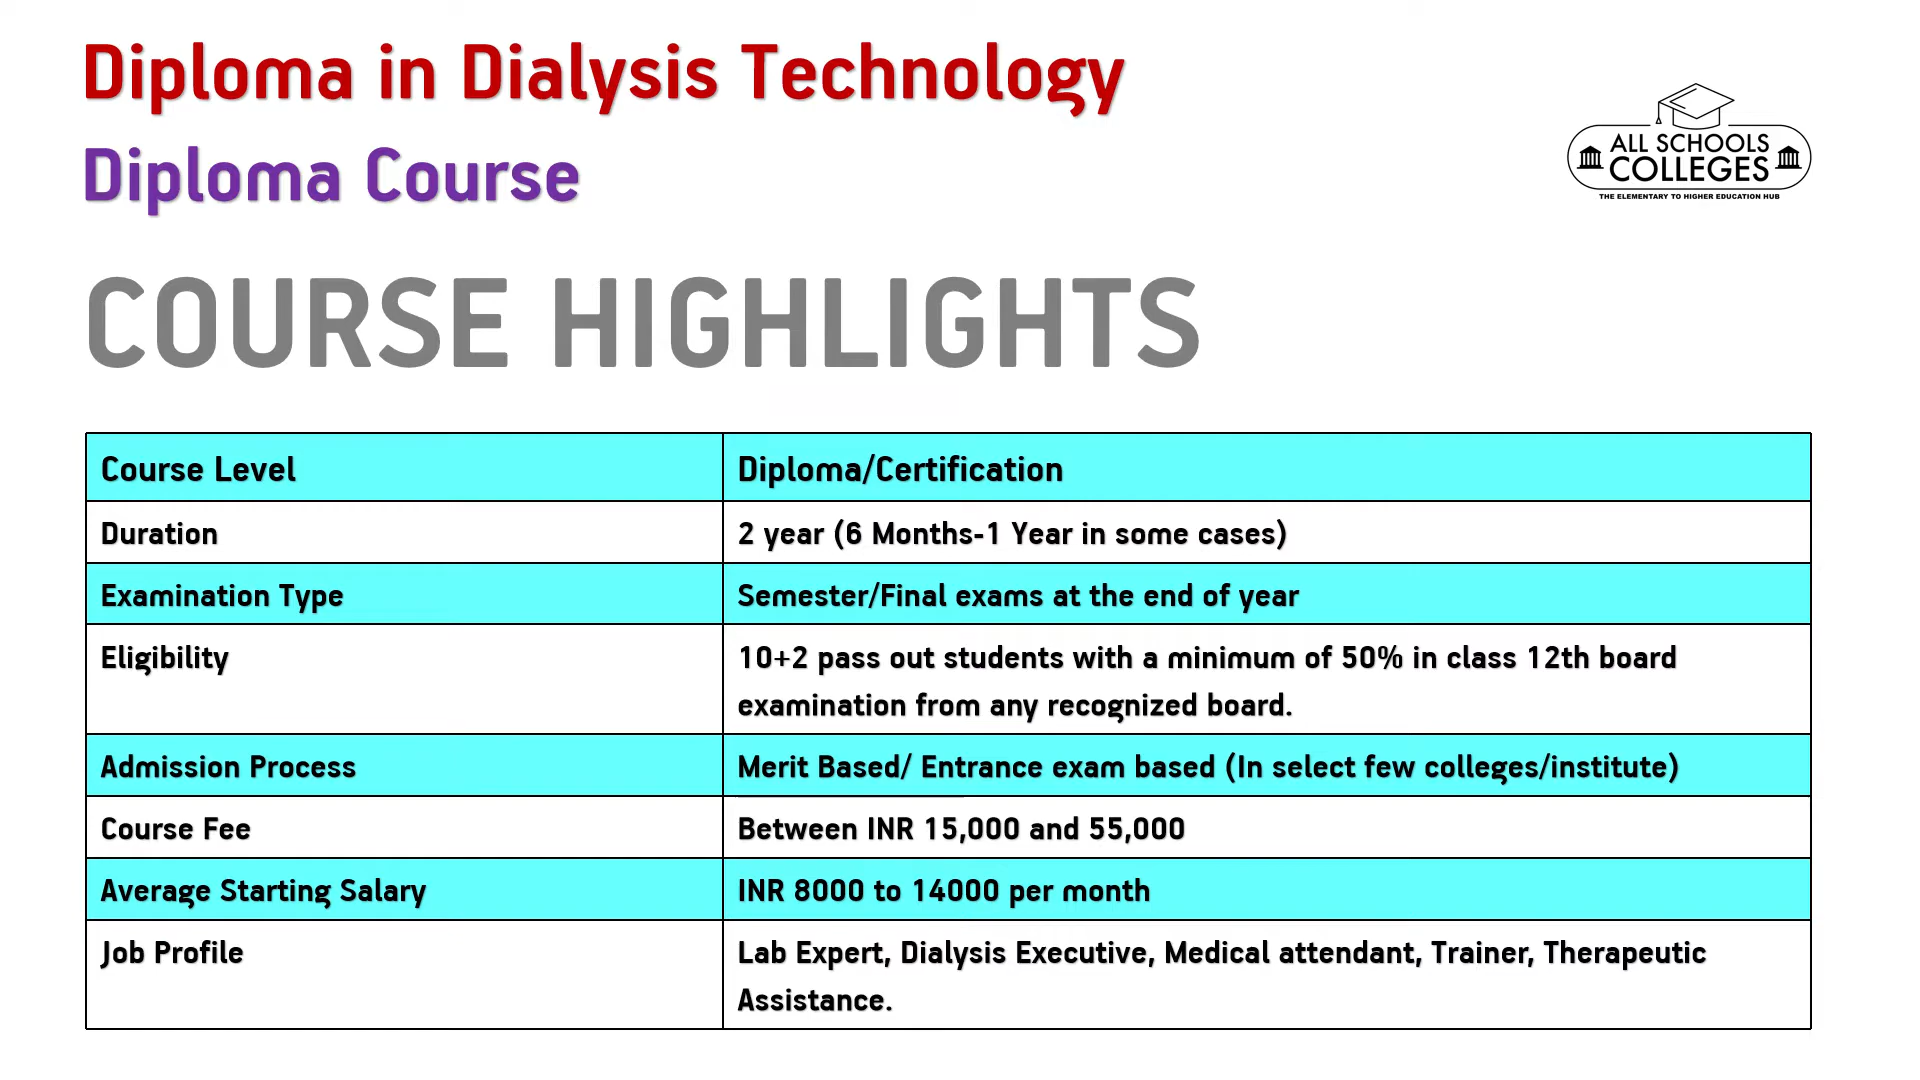 Diploma in Dialysis Technology
Diploma Course
ALL SCHOOLS
COLLEGES
THE ELEMENTARY TO HIGHER EDUCATION HUB
COURSE HIGHLIGHTS
Course Level Diploma/Certification
Duration 2 year (6 Months-1 Year in some cases)
Examination Type Semester/Final exams at the end of year
Eligibility 10+2 pass out students with a minimum of 50% in class 12th board
examination from any recognized board.
Admission Process Merit Based/ Entrance exam based (In select few colleges/institute)
Course Fee Between INR 15,000 and 55,000
Average Starting Salary INR 8000 to 14000 per month
Job Profile Lab Expert, Dialysis Executive, Medical attendant, Trainer, Therapeutic
Assistance.